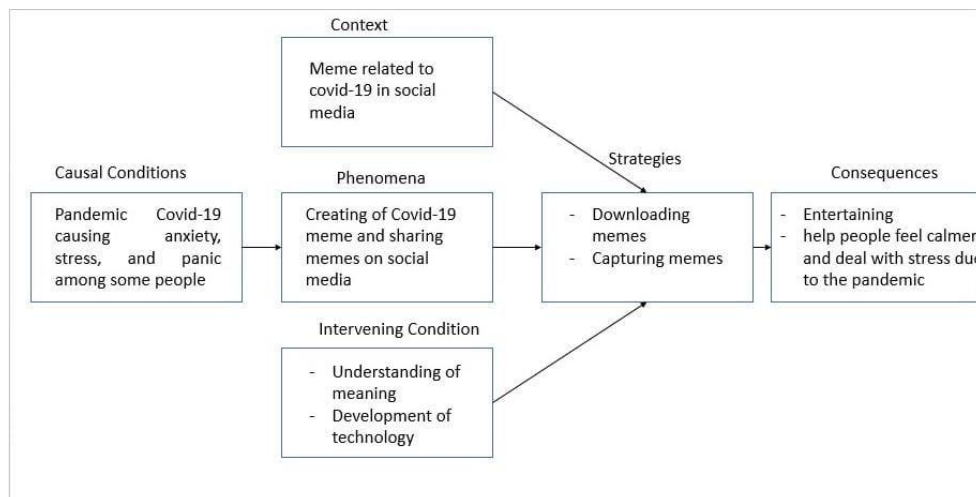 Context
Meme related to
covid-19 in social
media
Causal Conditions
Pandemic Covid-19
causing anxiety,
stress, and panic
among some people
Phenomena
Creating of Covid-19
meme and sharing
memes on social
media
Strategies
- Downloading
memes
- Capturing memes
Consequences
- Entertaining
- help people feel calmer
and deal with stress due
to the pandemic
Intervening Condition
- Understanding of
meaning
- Development of
technology